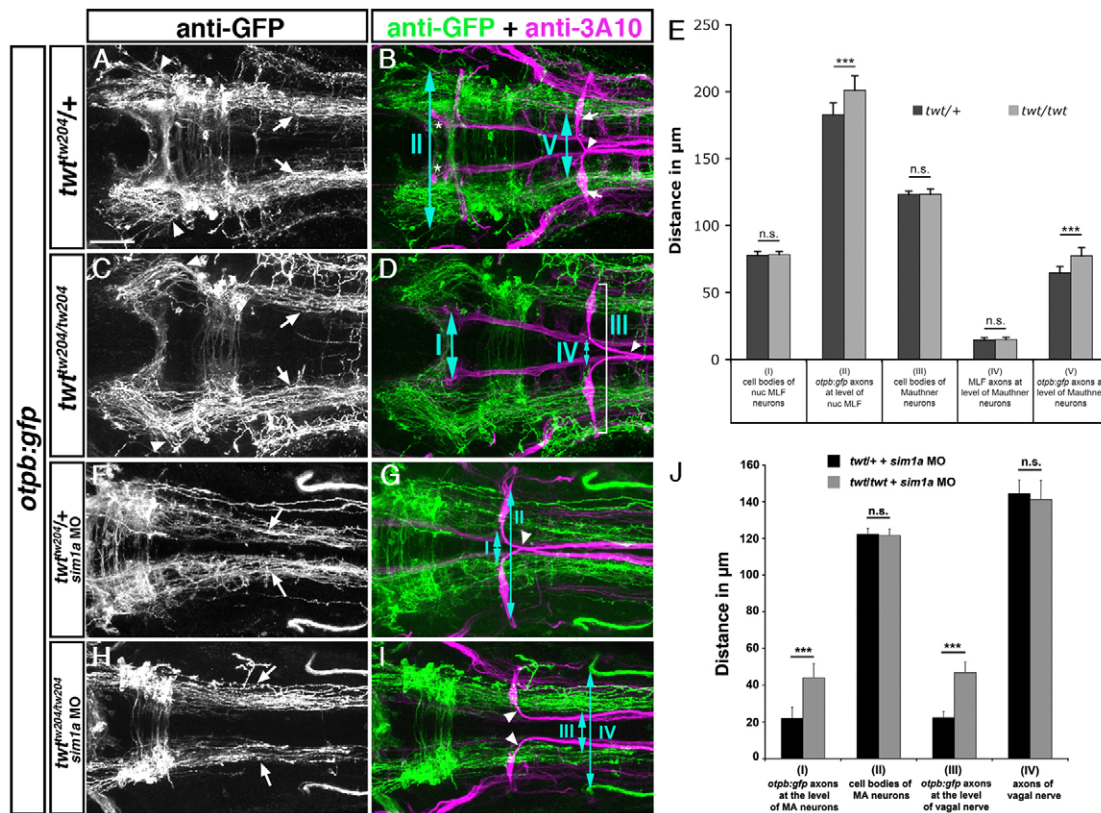 anti-GFP
anti-GFP + anti-3A10
otpb:gfp
twt^tw204/+
A
B
II
V
*
*
twt^tw204/tw204
C
D
I
IV
III
twt^tw204/+
sim1a MO
F
G
I
II
twt^tw204/tw204
sim1a MO
H
I
III
IV
E
Distance in µm
250
200
150
100
50
0
twt/+
twt/twt
n.s.
***
n.s.
n.s.
***
(I)
cell bodies of
nuc MLF
neurons
(II)
otpb:gfp axons
at level of
nuc MLF
(III)
cell bodies of
Mauthner
neurons
(IV)
MLF axons at
level of Mauthner
neurons
(V)
otpb:gfp axons at
level of Mauthner
neurons
J
twt/+ + sim1a MO
twt/twt + sim1a MO
Distance in µm
160
140
120
100
80
60
40
20
0
***
n.s.
***
n.s.
(I)
otpb:gfp axons
at the level
of MA neurons
(II)
cell bodies of
MA neurons
(III)
otpb:gfp axons
at the level
of vagal nerve
(IV)
axons of
vagal nerve